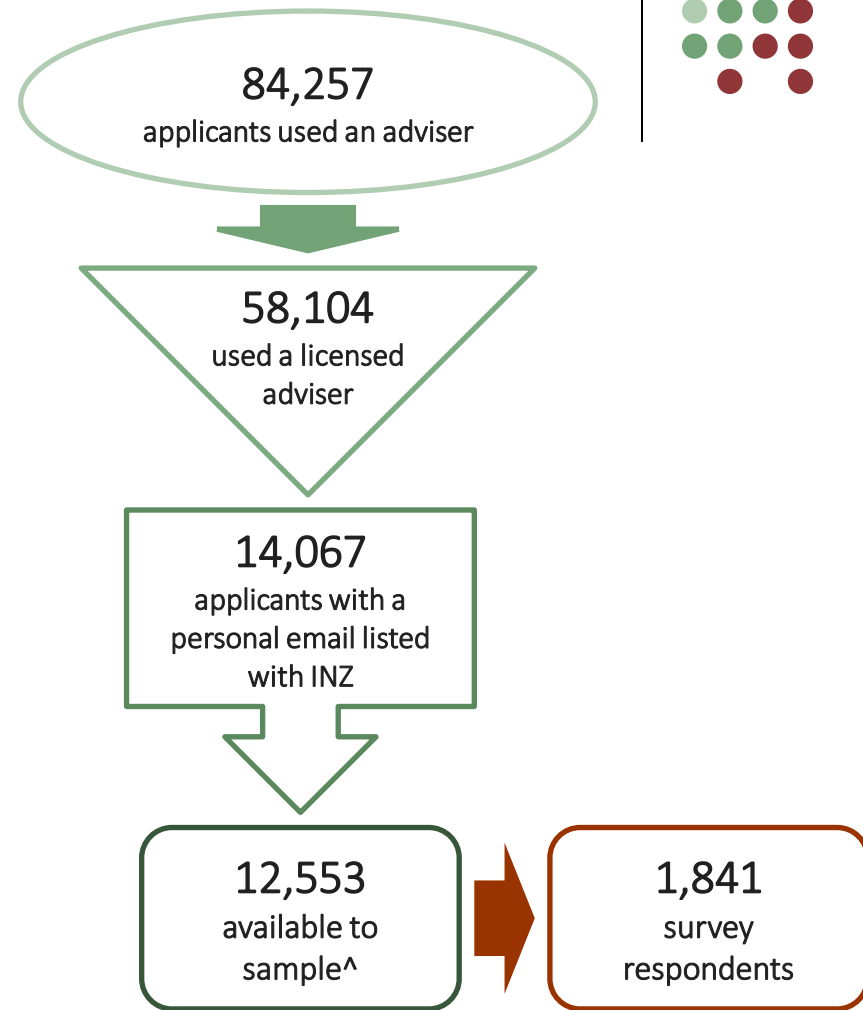 84,257
applicants used an adviser
58,104
used a licensed
adviser
14,067
applicants with a
personal email listed
with INZ
12,553
available to
sample^
1,841
survey
respondents